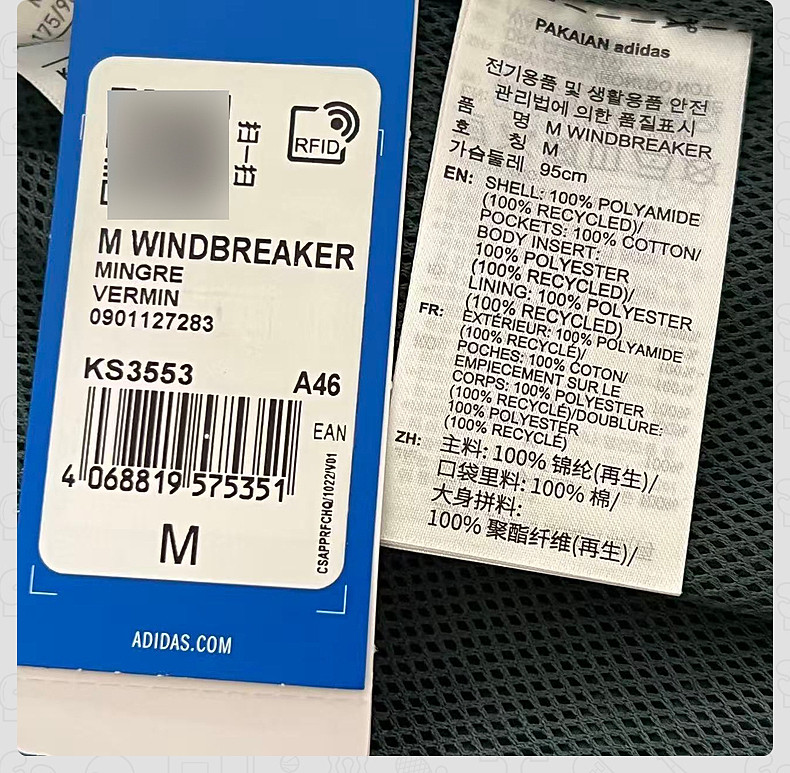 RFID
M WINDBREAKER
MINGRE
VERMIN
0901127283
KS3553
A46
EAN
4 068819 575351
CSAPPRFCHQ/1022/V01
M
ADIDAS.COM
PAKAIAN adidas
전기용품 및 생활용품 안전
관리법에 의한 품질표시
품 명 M WINDBREAKER
호 칭 M
가슴둘레 95cm
EN: SHELL: 100% POLYAMIDE
(100% RECYCLED)/
POCKETS: 100% COTTON/
BODY INSERT:
100% POLYESTER
(100% RECYCLED)/
LINING: 100% POLYESTER
(100% RECYCLED)
FR: EXTÉRIEUR: 100% POLYAMIDE
(100% RECYCLÉ)/
POCHES: 100% COTON/
EMPIECEMENT SUR LE
CORPS: 100% POLYESTER
(100% RECYCLÉ)/DOUBLURE:
100% POLYESTER
(100% RECYCLÉ)
ZH: 主料: 100% 锦纶(再生)/
口袋里料: 100% 棉/
大身拼料:
100% 聚酯纤维(再生)/